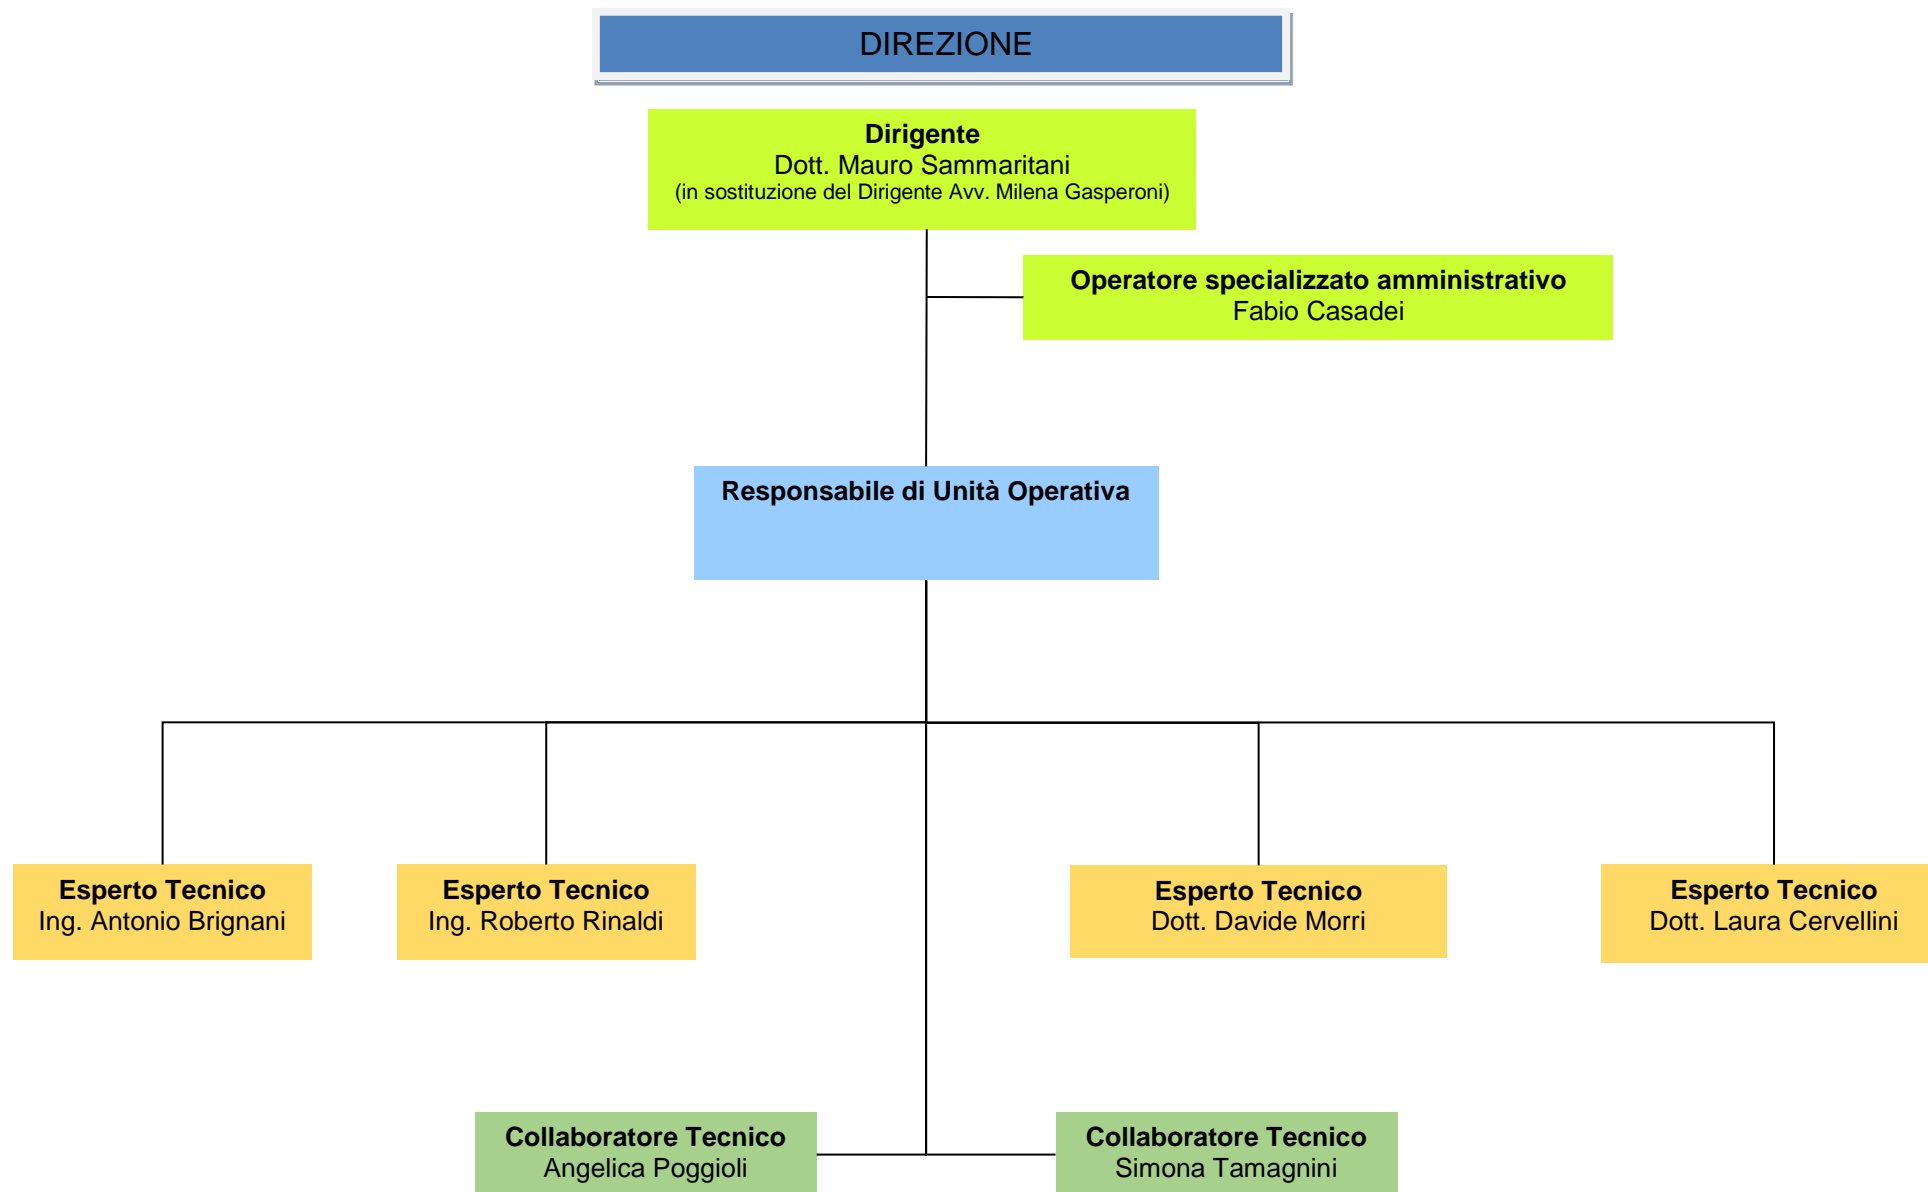 DIREZIONE
Dirigente
Dott. Mauro Sammaritani
(in sostituzione del Dirigente Avv. Milena Gasperoni)
Operatore specializzato amministrativo
Fabio Casadei
Responsabile di Unità Operativa
Esperto Tecnico
Ing. Antonio Brignani
Esperto Tecnico
Ing. Roberto Rinaldi
Esperto Tecnico
Dott. Davide Morri
Esperto Tecnico
Dott. Laura Cervellini
Collaboratore Tecnico
Angelica Poggioli
Collaboratore Tecnico
Simona Tamagnini